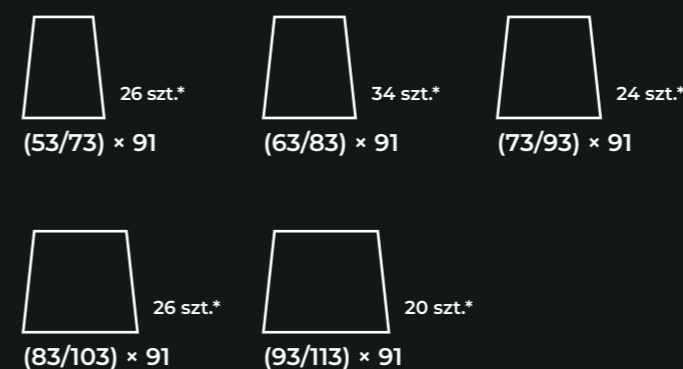 26 szt.*
34 szt.*
24 szt.*
(53/73) × 91
(63/83) × 91
(73/93) × 91
26 szt.*
20 szt.*
(83/103) × 91
(93/113) × 91